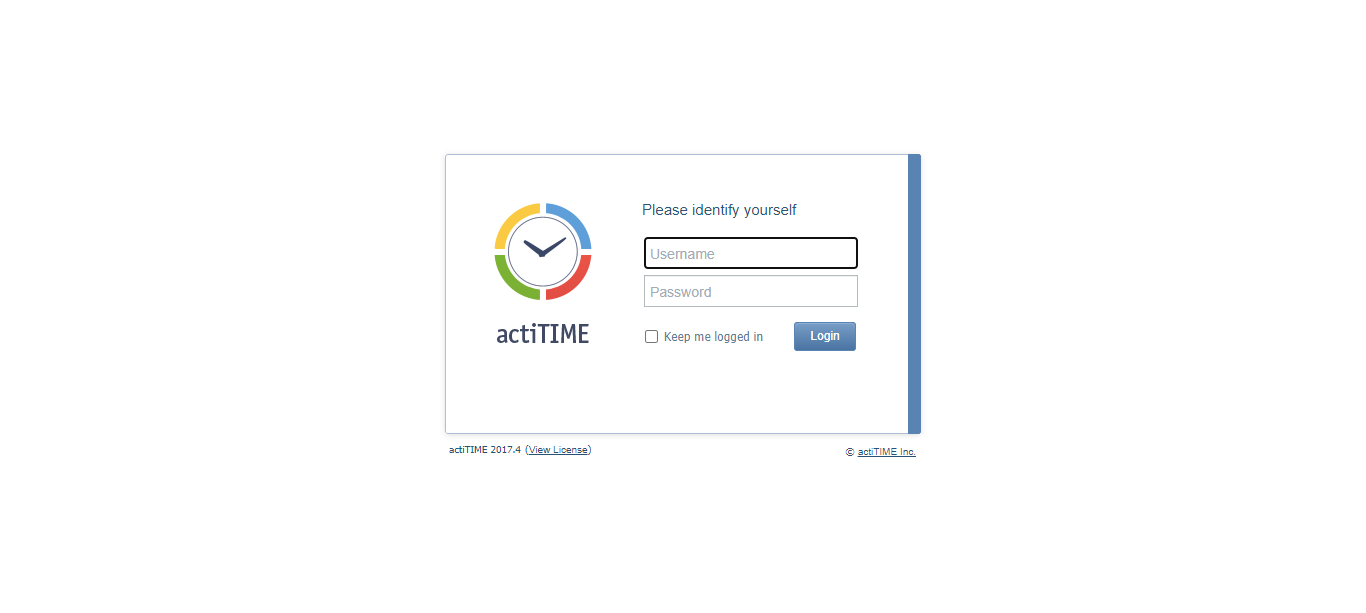 Please identify yourself
Username
Password
Keep me logged in
Login
actiTIME
actiTIME 2017.4 (View License)
© actiTIME Inc.